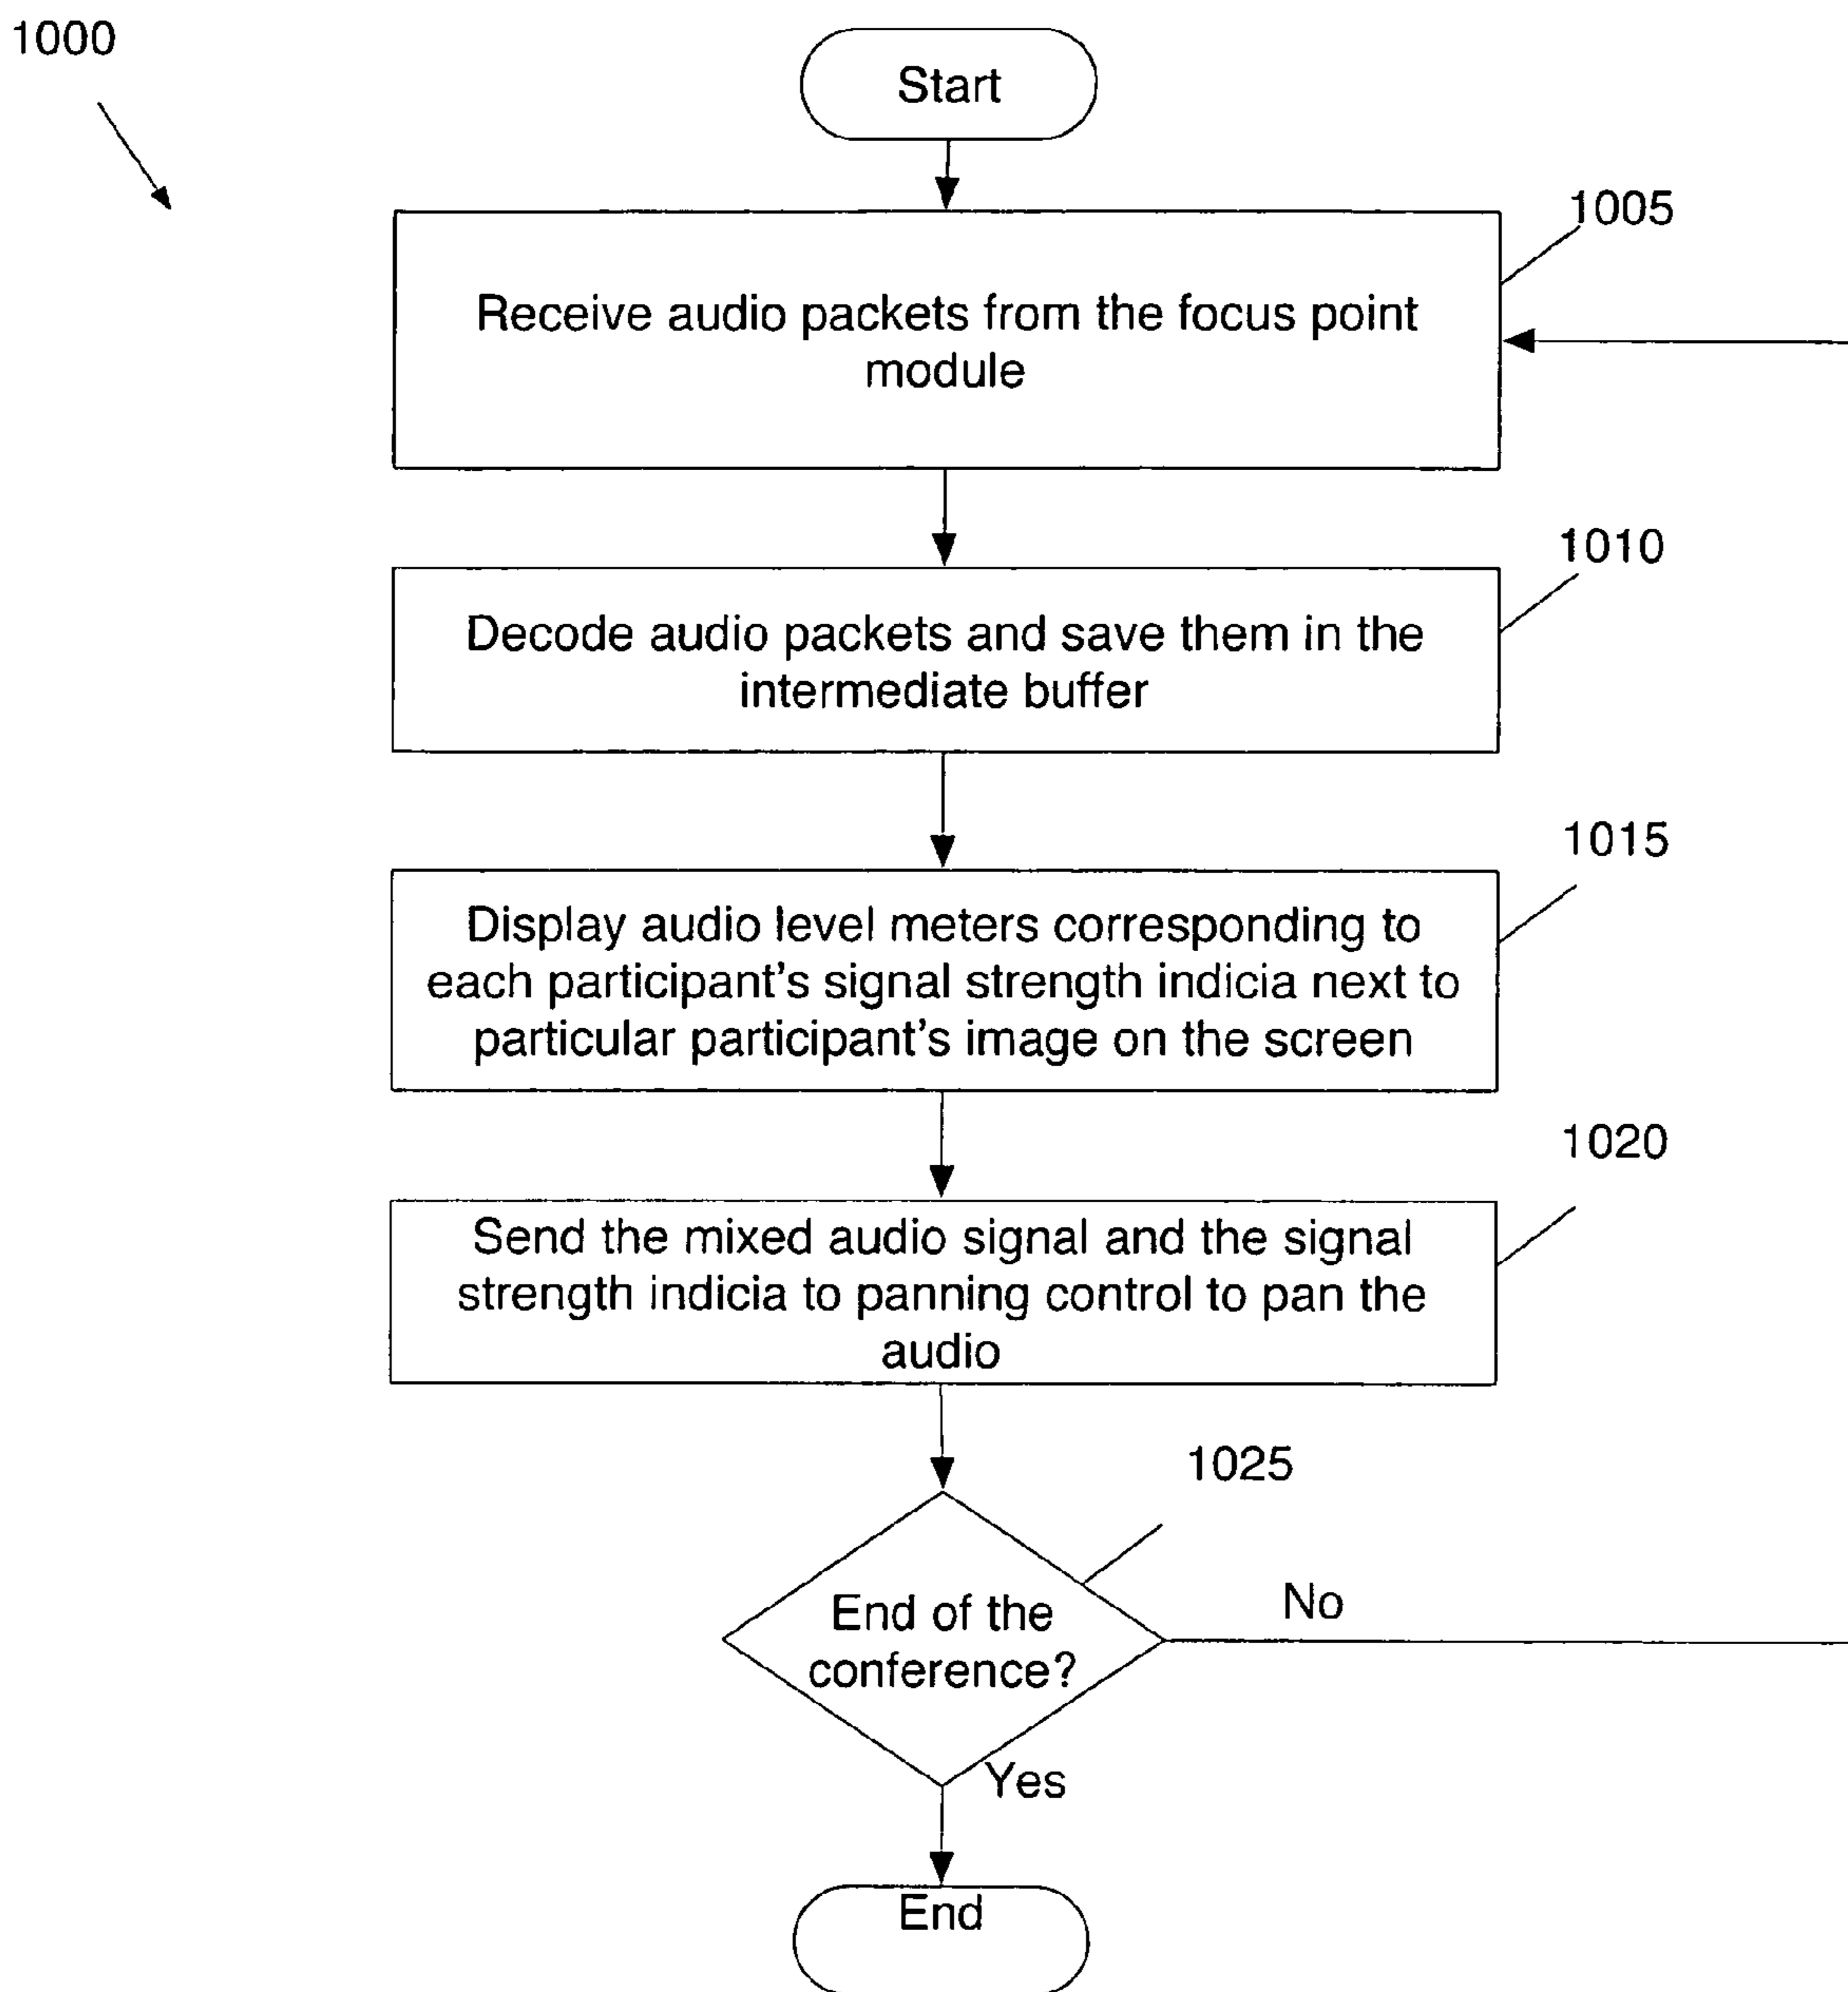 1000
Start
1005
Receive audio packets from the focus point
module
1010
Decode audio packets and save them in the
intermediate buffer
1015
Display audio level meters corresponding to
each participant's signal strength indicia next to
particular participant's image on the screen
1020
Send the mixed audio signal and the signal
strength indicia to panning control to pan the
audio
1025
End of the
conference?
No
Yes
End